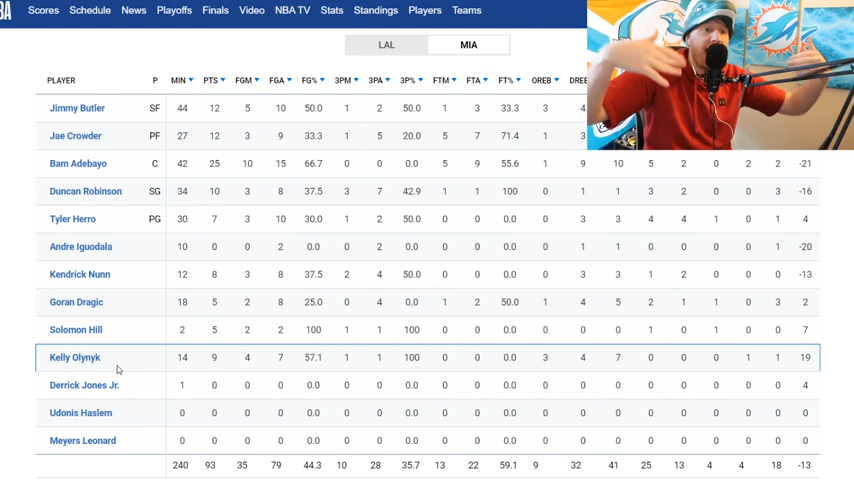 BA Scores Schedule News Playoffs Finals Video NBA TV Stats Standings Players Teams
LAL MIA
PLAYER P MIN PTS FGM FGA FG% 3PM 3PA 3P% FTM FTA FT% OREB DREB
Jimmy Butler SF 44 12 5 10 50.0 1 2 50.0 1 3 33.3 3 4
Jae Crowder PF 27 12 3 9 33.3 1 5 20.0 5 7 71.4 1 3
Bam Adebayo C 42 25 10 15 66.7 0 0 0.0 5 9 55.6 1 9 10 5 2 0 2 2 -21
Duncan Robinson SG 34 10 3 8 37.5 3 7 42.9 1 1 100 0 1 1 3 2 0 0 3 -16
Tyler Herro PG 30 7 3 10 30.0 1 2 50.0 0 0 0.0 0 3 3 4 4 1 0 1 4
Andre Iguodala 10 0 0 2 0.0 0 2 0.0 0 0 0.0 0 1 1 0 0 0 0 1 -20
Kendrick Nunn 12 8 3 8 37.5 2 4 50.0 0 0 0.0 0 3 3 1 2 0 0 0 -13
Goran Dragic 18 5 2 8 25.0 0 4 0.0 1 2 50.0 1 4 5 2 1 1 0 3 2
Solomon Hill 2 5 2 2 100 1 1 100 0 0 0.0 0 0 0 1 0 1 0 0 7
Kelly Olynyk 14 9 4 7 57.1 1 1 100 0 0 0.0 3 4 7 0 0 0 1 1 19
Derrick Jones Jr. 1 0 0 0 0.0 0 0 0.0 0 0 0.0 0 0 0 0 0 0 0 0 4
Udonis Haslem 0 0 0 0 0.0 0 0 0.0 0 0 0.0 0 0 0 0 0 0 0 0 0
Meyers Leonard 0 0 0 0 0.0 0 0 0.0 0 0 0.0 0 0 0 0 0 0 0 0 0
240 93 35 79 44.3 10 28 35.7 13 22 59.1 9 32 41 25 13 4 4 18 -13